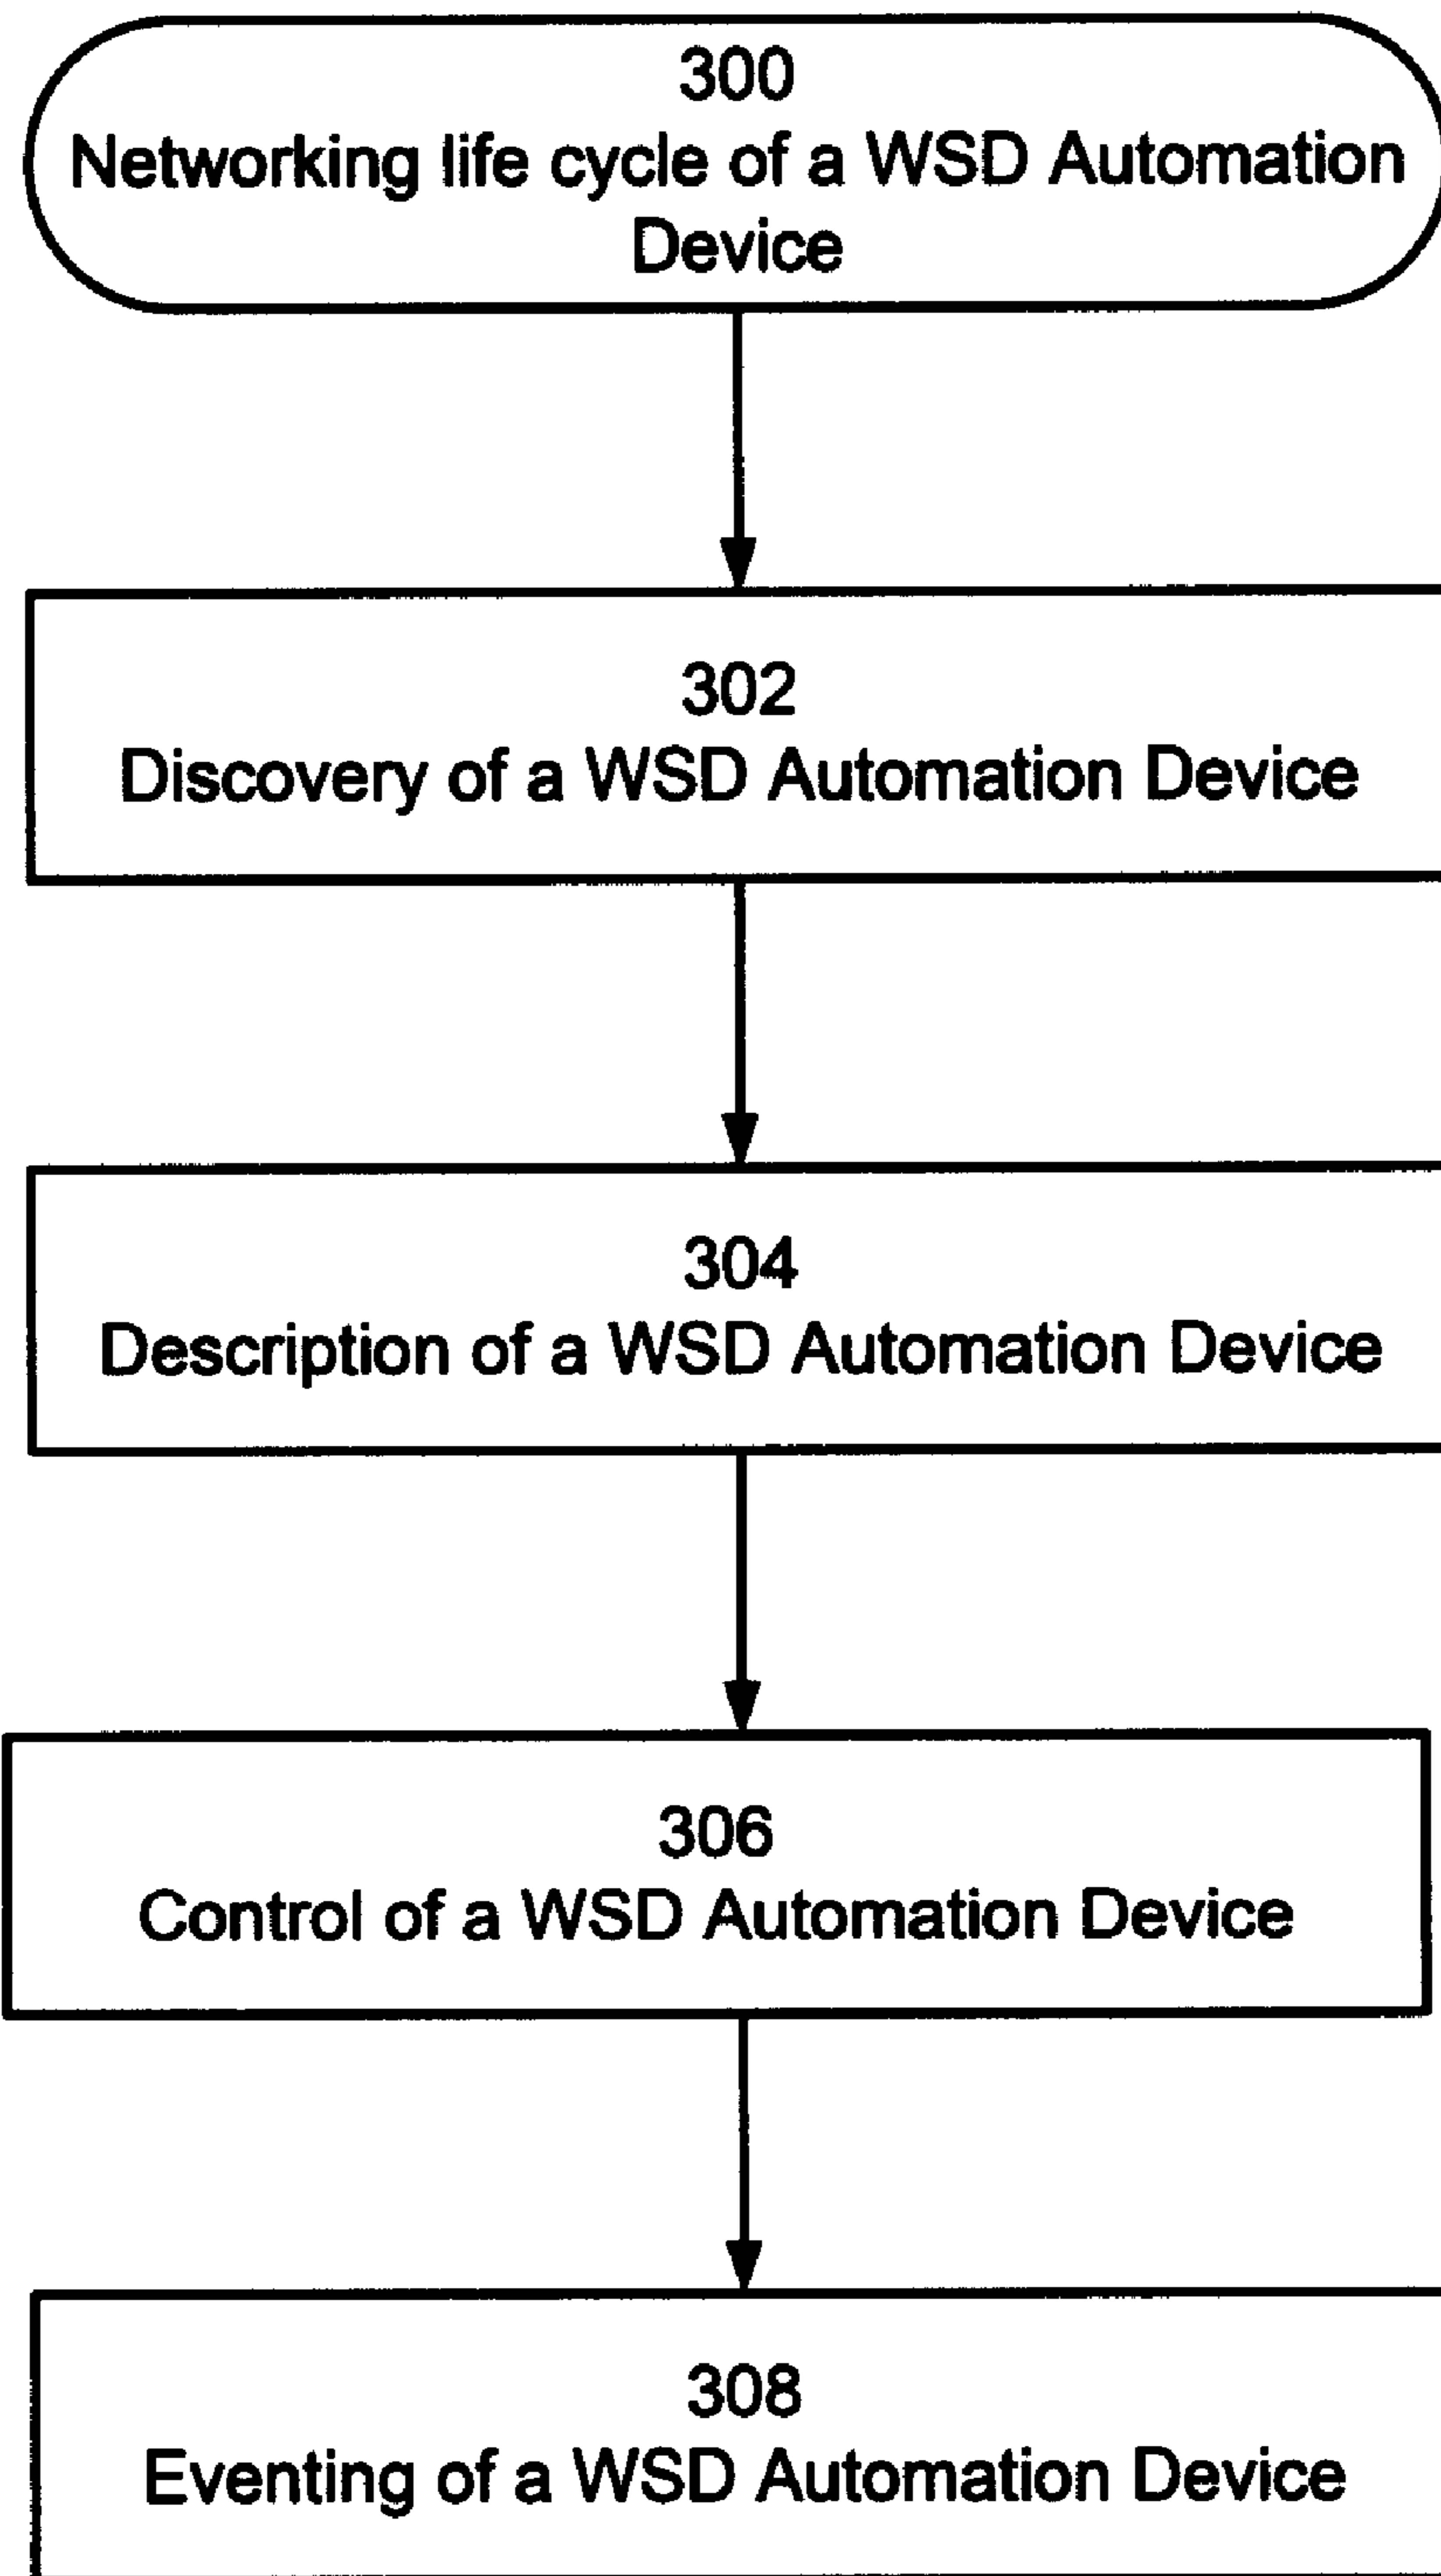 300
Networking life cycle of a WSD Automation
Device
302
Discovery of a WSD Automation Device
304
Description of a WSD Automation Device
306
Control of a WSD Automation Device
308
Eventing of a WSD Automation Device